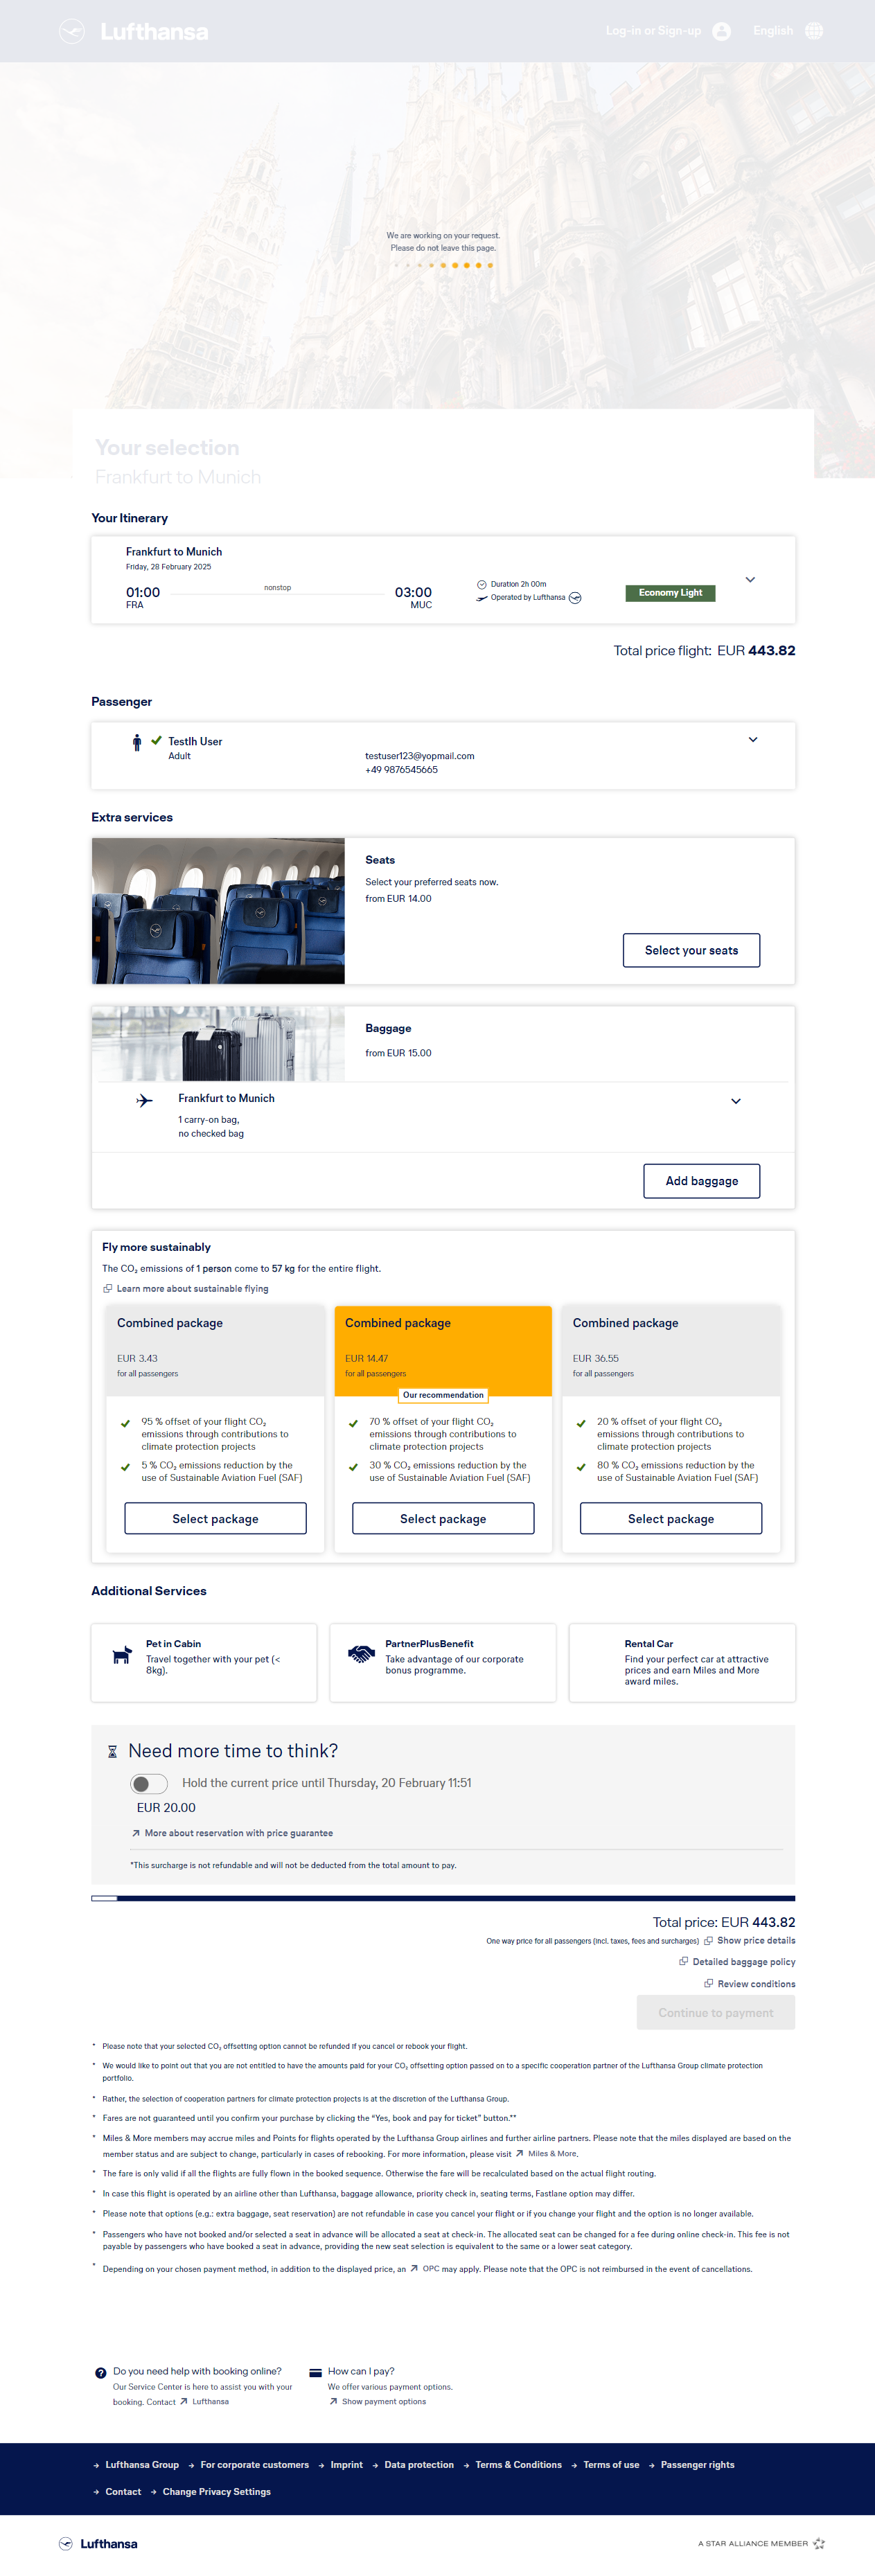 Lufthansa
Log-in or Sign-up
English
We are working on your request.
Please do not leave this page.
Your selection
Frankfurt to Munich
Your Itinerary
Frankfurt to Munich
Friday, 28 February 2025
01:00
nonstop
03:00
FRA
MUC
Duration 2h 00m
Operated by Lufthansa
Economy Light
Total price flight: EUR 443.82
Passenger
Testlh User
Adult
testuser123@yopmail.com
+49 9876545665
Extra services
Seats
Select your preferred seats now.
from EUR 14.00
Select your seats
Baggage
from EUR 15.00
Frankfurt to Munich
1 carry-on bag,
no checked bag
Add baggage
Fly more sustainably
The CO₂ emissions of 1 person come to 57 kg for the entire flight.
Learn more about sustainable flying
Combined package
EUR 3.43
for all passengers
95 % offset of your flight CO₂
emissions through contributions to
climate protection projects
5 % CO₂ emissions reduction by the
use of Sustainable Aviation Fuel (SAF)
Select package
Combined package
EUR 14.47
for all passengers
Our recommendation
70 % offset of your flight CO₂
emissions through contributions to
climate protection projects
30 % CO₂ emissions reduction by the
use of Sustainable Aviation Fuel (SAF)
Select package
Combined package
EUR 36.55
for all passengers
20 % offset of your flight CO₂
emissions through contributions to
climate protection projects
80 % CO₂ emissions reduction by the
use of Sustainable Aviation Fuel (SAF)
Select package
Additional Services
Pet in Cabin
Travel together with your pet (<
8kg).
PartnerPlusBenefit
Take advantage of our corporate
bonus programme.
Rental Car
Find your perfect car at attractive
prices and earn Miles and More
award miles.
Need more time to think?
Hold the current price until Thursday, 20 February 11:51
EUR 20.00
More about reservation with price guarantee
*This surcharge is not refundable and will not be deducted from the total amount to pay.
Total price: EUR 443.82
One way price for all passengers (incl. taxes, fees and surcharges) Show price details
Detailed baggage policy
Review conditions
Continue to payment
* Please note that your selected CO₂ offsetting option cannot be refunded if you cancel or rebook your flight.
* We would like to point out that you are not entitled to have the amounts paid for your CO₂ offsetting option passed on to a specific cooperation partner of the Lufthansa Group climate protection
portfolio.
* Rather, the selection of cooperation partners for climate protection projects is at the discretion of the Lufthansa Group.
* Fares are not guaranteed until you confirm your purchase by clicking the “Yes, book and pay for ticket” button.**
* Miles & More members may accrue miles and Points for flights operated by the Lufthansa Group airlines and further airline partners. Please note that the miles displayed are based on the
member status and are subject to change, particularly in cases of rebooking. For more information, please visit Miles & More.
* The fare is only valid if all the flights are fully flown in the booked sequence. Otherwise the fare will be recalculated based on the actual flight routing.
* In case this flight is operated by an airline other than Lufthansa, baggage allowance, priority check in, seating terms, Fastlane option may differ.
* Please note that options (e.g.: extra baggage, seat reservation) are not refundable in case you cancel your flight or if you change your flight and the option is no longer available.
* Passengers who have not booked and/or selected a seat in advance will be allocated a seat at check-in. The allocated seat can be changed for a fee during online check-in. This fee is not
payable by passengers who have booked a seat in advance, providing the new seat selection is equivalent to the same or a lower seat category.
* Depending on your chosen payment method, in addition to the displayed price, an OPC may apply. Please note that the OPC is not reimbursed in the event of cancellations.
Do you need help with booking online?
Our Service Center is here to assist you with your
booking. Contact Lufthansa
How can I pay?
We offer various payment options.
Show payment options
Lufthansa Group
For corporate customers
Imprint
Data protection
Terms & Conditions
Terms of use
Passenger rights
Contact
Change Privacy Settings
Lufthansa
A STAR ALLIANCE MEMBER